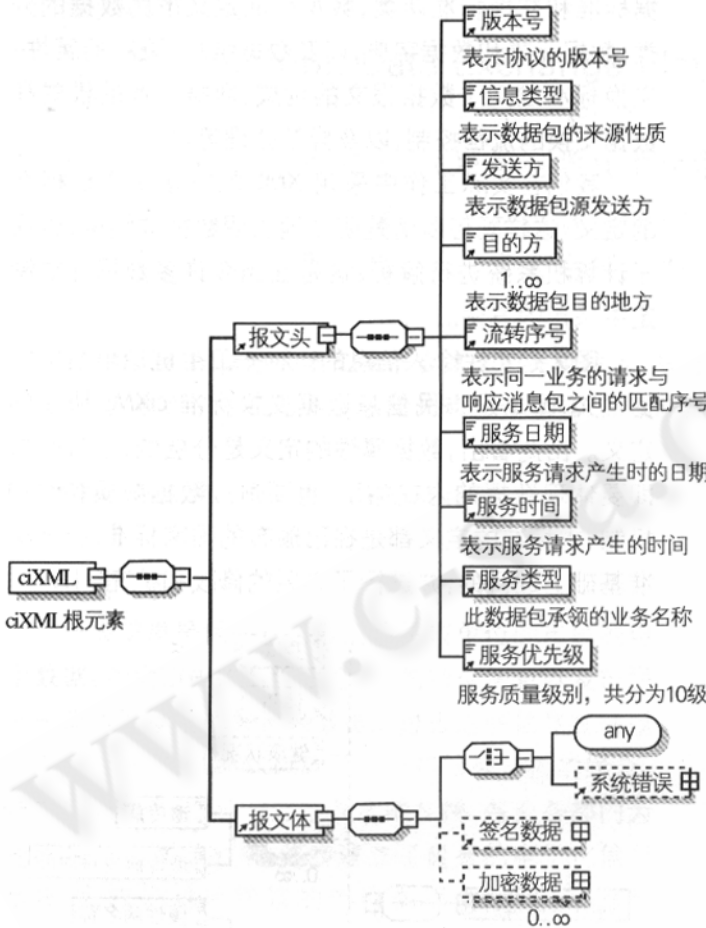 版本号
表示协议的版本号
信息类型
表示数据包的来源性质
发送方
表示数据包源发送方
目的方
1..∞
表示数据包目的地方
报文头
流转序号
表示同一业务的请求与
响应消息包之间的匹配序号
服务日期
表示服务请求产生时的日期
服务时间
表示服务请求产生的时间
ciXML
ciXML根元素
服务类型
此数据包承领的业务名称
服务优先级
服务质量级别，共分为10级
any
系统错误
报文体
签名数据
加密数据
0..∞